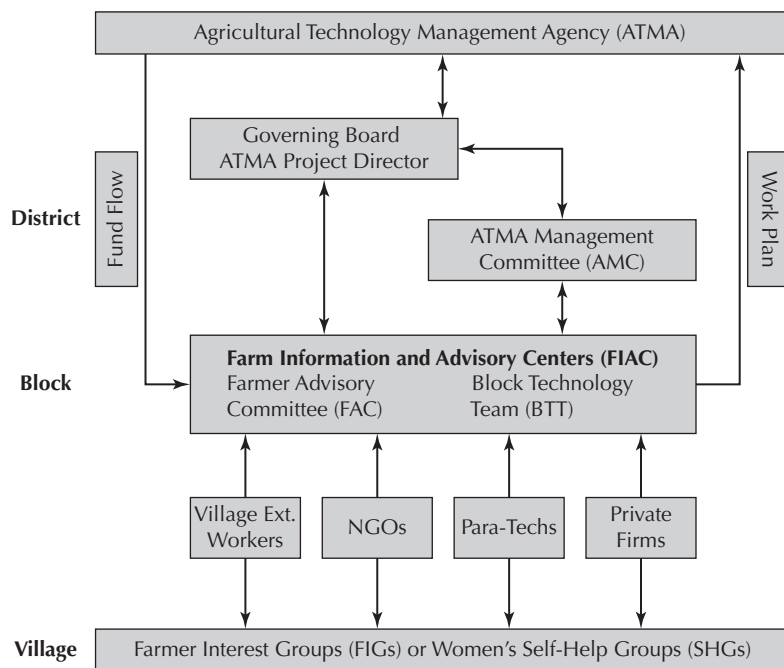 Agricultural Technology Management Agency (ATMA)
Governing Board
ATMA Project Director
District
Fund Flow
Work Plan
ATMA Management
Committee (AMC)
Block
Farm Information and Advisory Centers (FIAC)
Farmer Advisory
Committee (FAC)
Block Technology
Team (BTT)
Village Ext.
Workers
NGOs
Para-Techs
Private
Firms
Village
Farmer Interest Groups (FIGs) or Women's Self-Help Groups (SHGs)